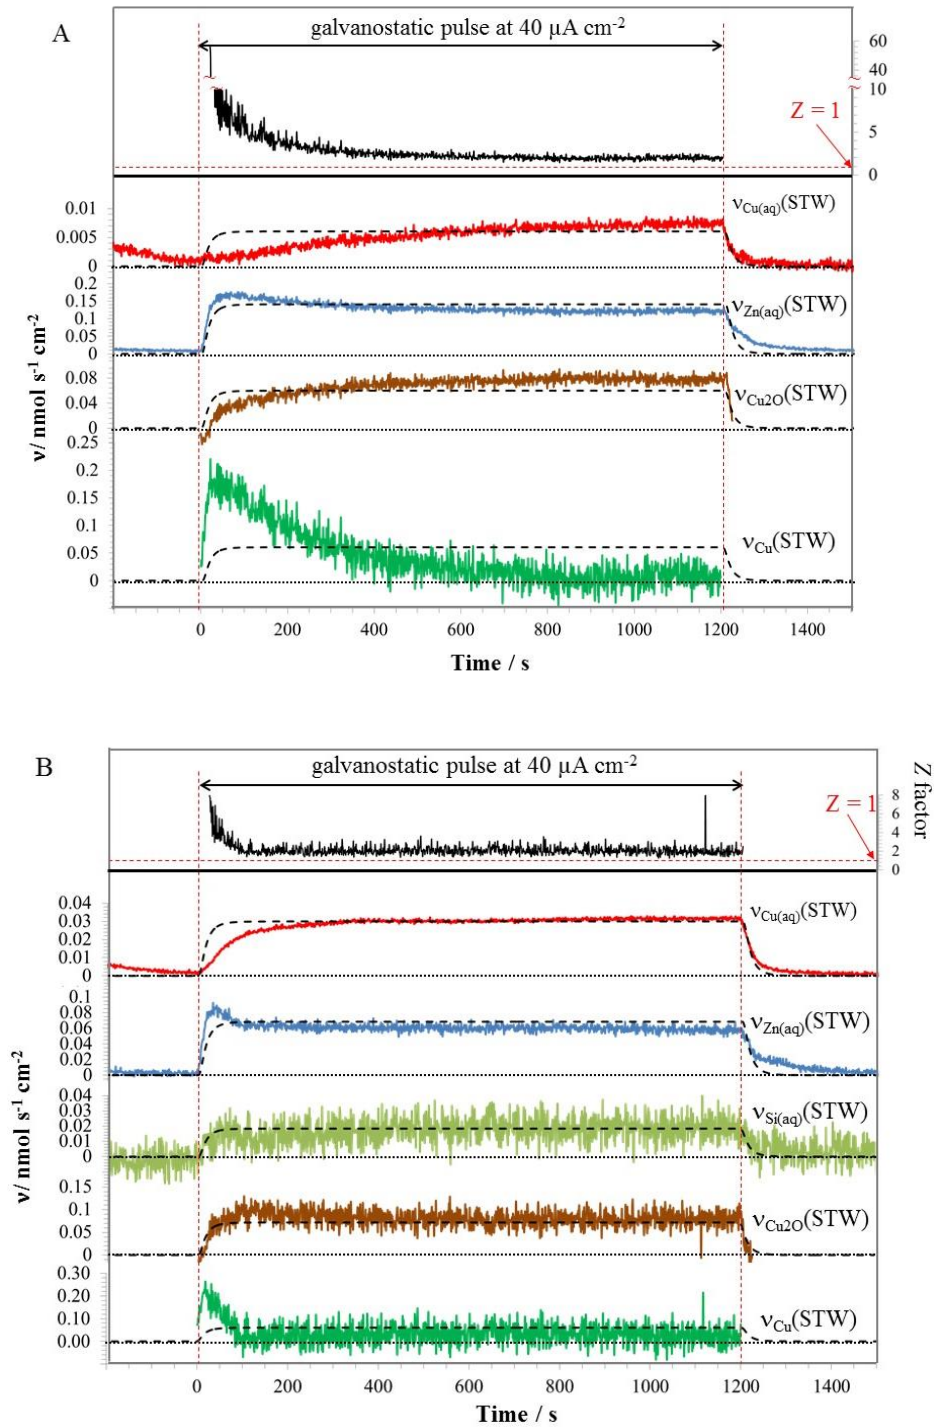 A
galvanostatic pulse at 40 µA cm-2
60
40
10
Z = 1
5
0
νCu(aq)(STW)
0.01
0.005
0
0.2
νZn(aq)(STW)
0.15
0.1
0.05
0
0.08
νCu2O(STW)
0.04
0
0.25
0.2
0.15
νCu(STW)
0.1
0.05
0
ν/ nmol s-1 cm-2
0 200 400 600 800 1000 1200 1400
Time / s
B
galvanostatic pulse at 40 µA cm-2
Z factor
8
Z = 1
6
4
2
0
0.04
νCu(aq)(STW)
0.03
0.02
0.01
0
0.1
0.08
νZn(aq)(STW)
0.06
0.04
0.02
0
0.04
νSi(aq)(STW)
0.03
0.02
0.01
0
0.15
νCu2O(STW)
0.1
0.05
0
0.30
νCu(STW)
0.20
0.10
0.00
ν/ nmol s-1 cm-2
0 200 400 600 800 1000 1200 1400
Time / s